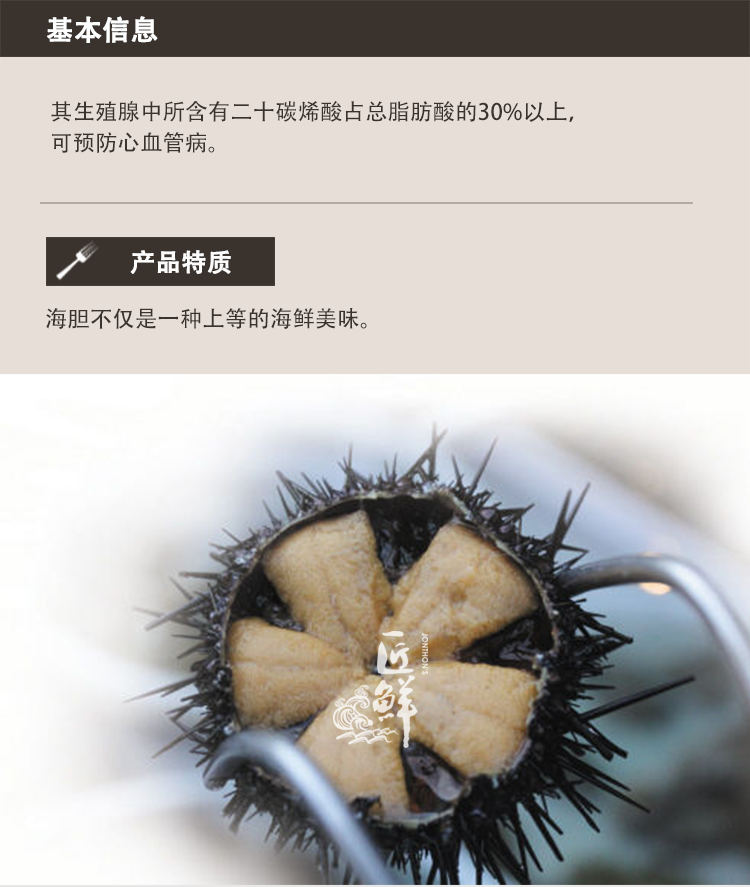 基本信息
其生殖腺中所含有二十碳烯酸占总脂肪酸的30%以上，
可预防心血管病。
产品特质
海胆不仅是一种上等的海鲜美味。
匠鲜
JONTHON'S